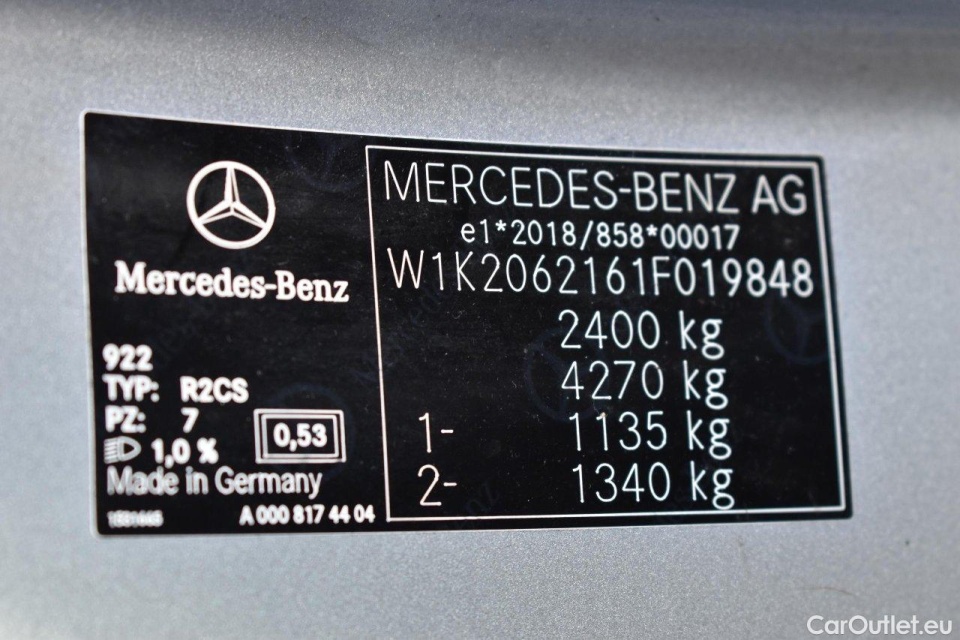 Mercedes-Benz
922
TYP: R2CS
PZ: 7
1,0 %
0,53
Made in Germany
A 000 817 44 04
MERCEDES-BENZ AG
e1*2018/858*00017
W1K2062161F019848
2400 kg
4270 kg
1- 1135 kg
2- 1340 kg
CarOutlet.eu